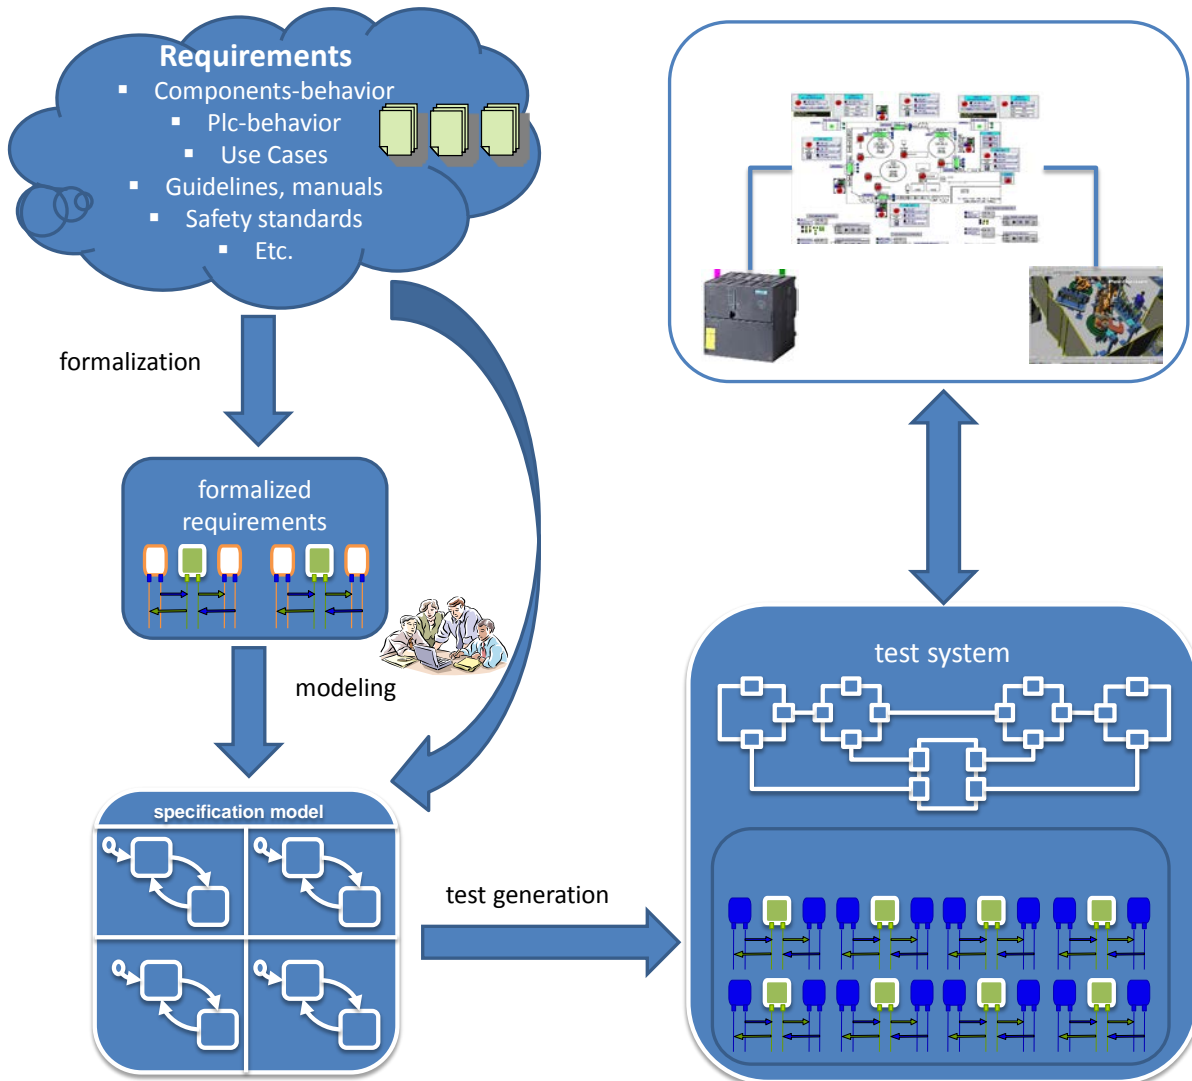 Requirements
▪ Components-behavior
▪ Plc-behavior
▪ Use Cases
▪ Guidelines, manuals
▪ Safety standards
▪ Etc.
formalization
formalized
requirements
modeling
specification model
test generation
test system